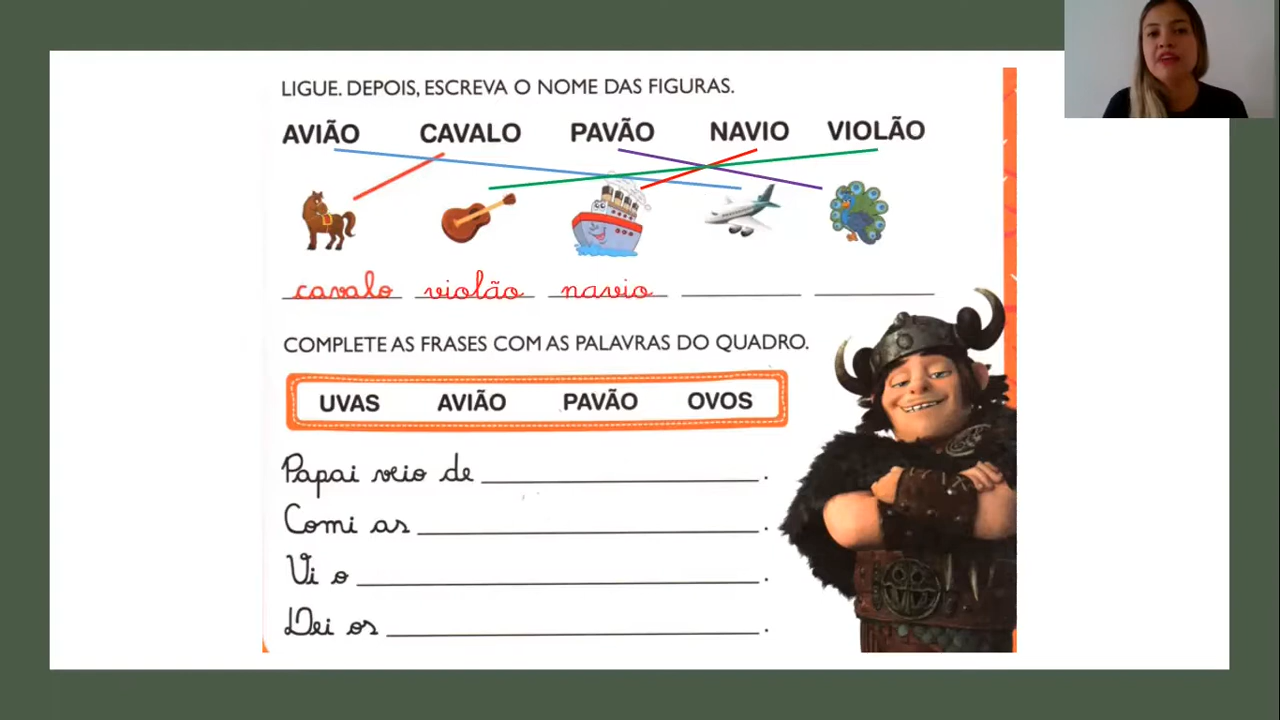 LIGUE. DEPOIS, ESCREVA O NOME DAS FIGURAS.
AVIÃO CAVALO PAVÃO NAVIO VIOLÃO
cavalo violão navio
COMPLETE AS FRASES COM AS PALAVRAS DO QUADRO.
UVAS AVIÃO PAVÃO OVOS
Papai veio de .
Comi as .
Vi o .
Dei os .